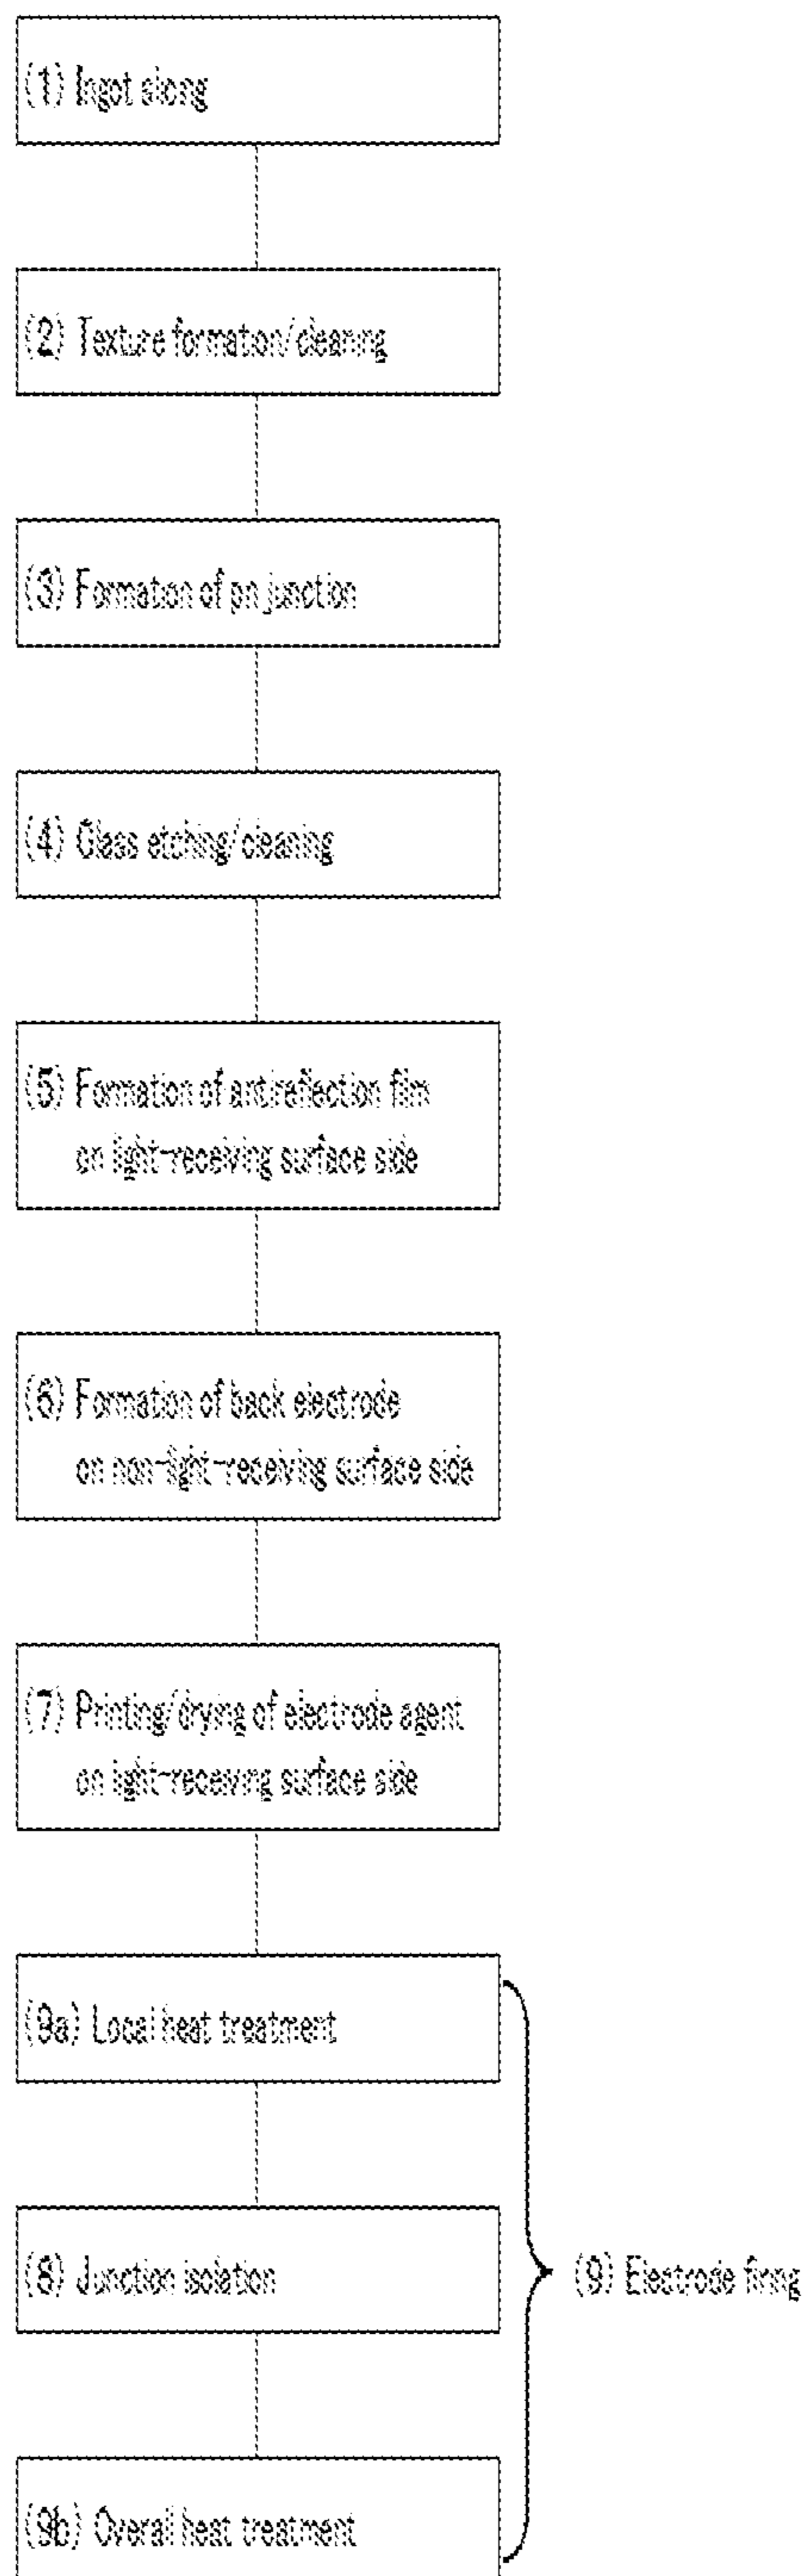 (1) Ingot slicing
(2) Texture formation/cleaning
(3) Formation of pn junction
(4) Glass etching/cleaning
(5) Formation of antireflection film
on light-receiving surface side
(6) Formation of back electrode
on non-light-receiving surface side
(7) Printing/drying of electrode agent
on light-receiving surface side
(9a) Local heat treatment
(8) Junction isolation
(9) Electrode firing
(9b) Overall heat treatment